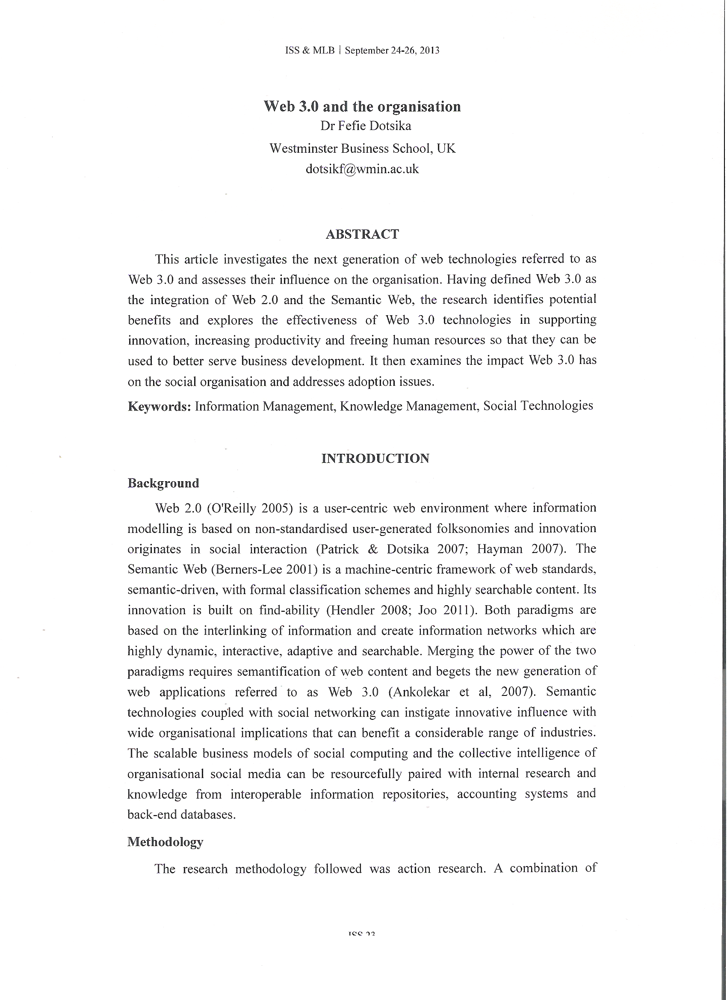 ISS & MLB | September 24-26, 2013
Web 3.0 and the organisation
Dr Fefie Dotsika
Westminster Business School, UK
dotsikf@wmin.ac.uk
ABSTRACT
This article investigates the next generation of web technologies referred to as
Web 3.0 and assesses their influence on the organisation. Having defined Web 3.0 as
the integration of Web 2.0 and the Semantic Web, the research identifies potential
benefits and explores the effectiveness of Web 3.0 technologies in supporting
innovation, increasing productivity and freeing human resources so that they can be
used to better serve business development. It then examines the impact Web 3.0 has
on the social organisation and addresses adoption issues.
Keywords: Information Management, Knowledge Management, Social Technologies
INTRODUCTION
Background
Web 2.0 (O'Reilly 2005) is a user-centric web environment where information
modelling is based on non-standardised user-generated folksonomies and innovation
originates in social interaction (Patrick & Dotsika 2007; Hayman 2007). The
Semantic Web (Berners-Lee 2001) is a machine-centric framework of web standards,
semantic-driven, with formal classification schemes and highly searchable content. Its
innovation is built on find-ability (Hendler 2008; Joo 2011). Both paradigms are
based on the interlinking of information and create information networks which are
highly dynamic, interactive, adaptive and searchable. Merging the power of the two
paradigms requires semantification of web content and begets the new generation of
web applications referred to as Web 3.0 (Ankolekar et al, 2007). Semantic
technologies coupled with social networking can instigate innovative influence with
wide organisational implications that can benefit a considerable range of industries.
The scalable business models of social computing and the collective intelligence of
organisational social media can be resourcefully paired with internal research and
knowledge from interoperable information repositories, accounting systems and
back-end databases.
Methodology
The research methodology followed was action research. A combination of